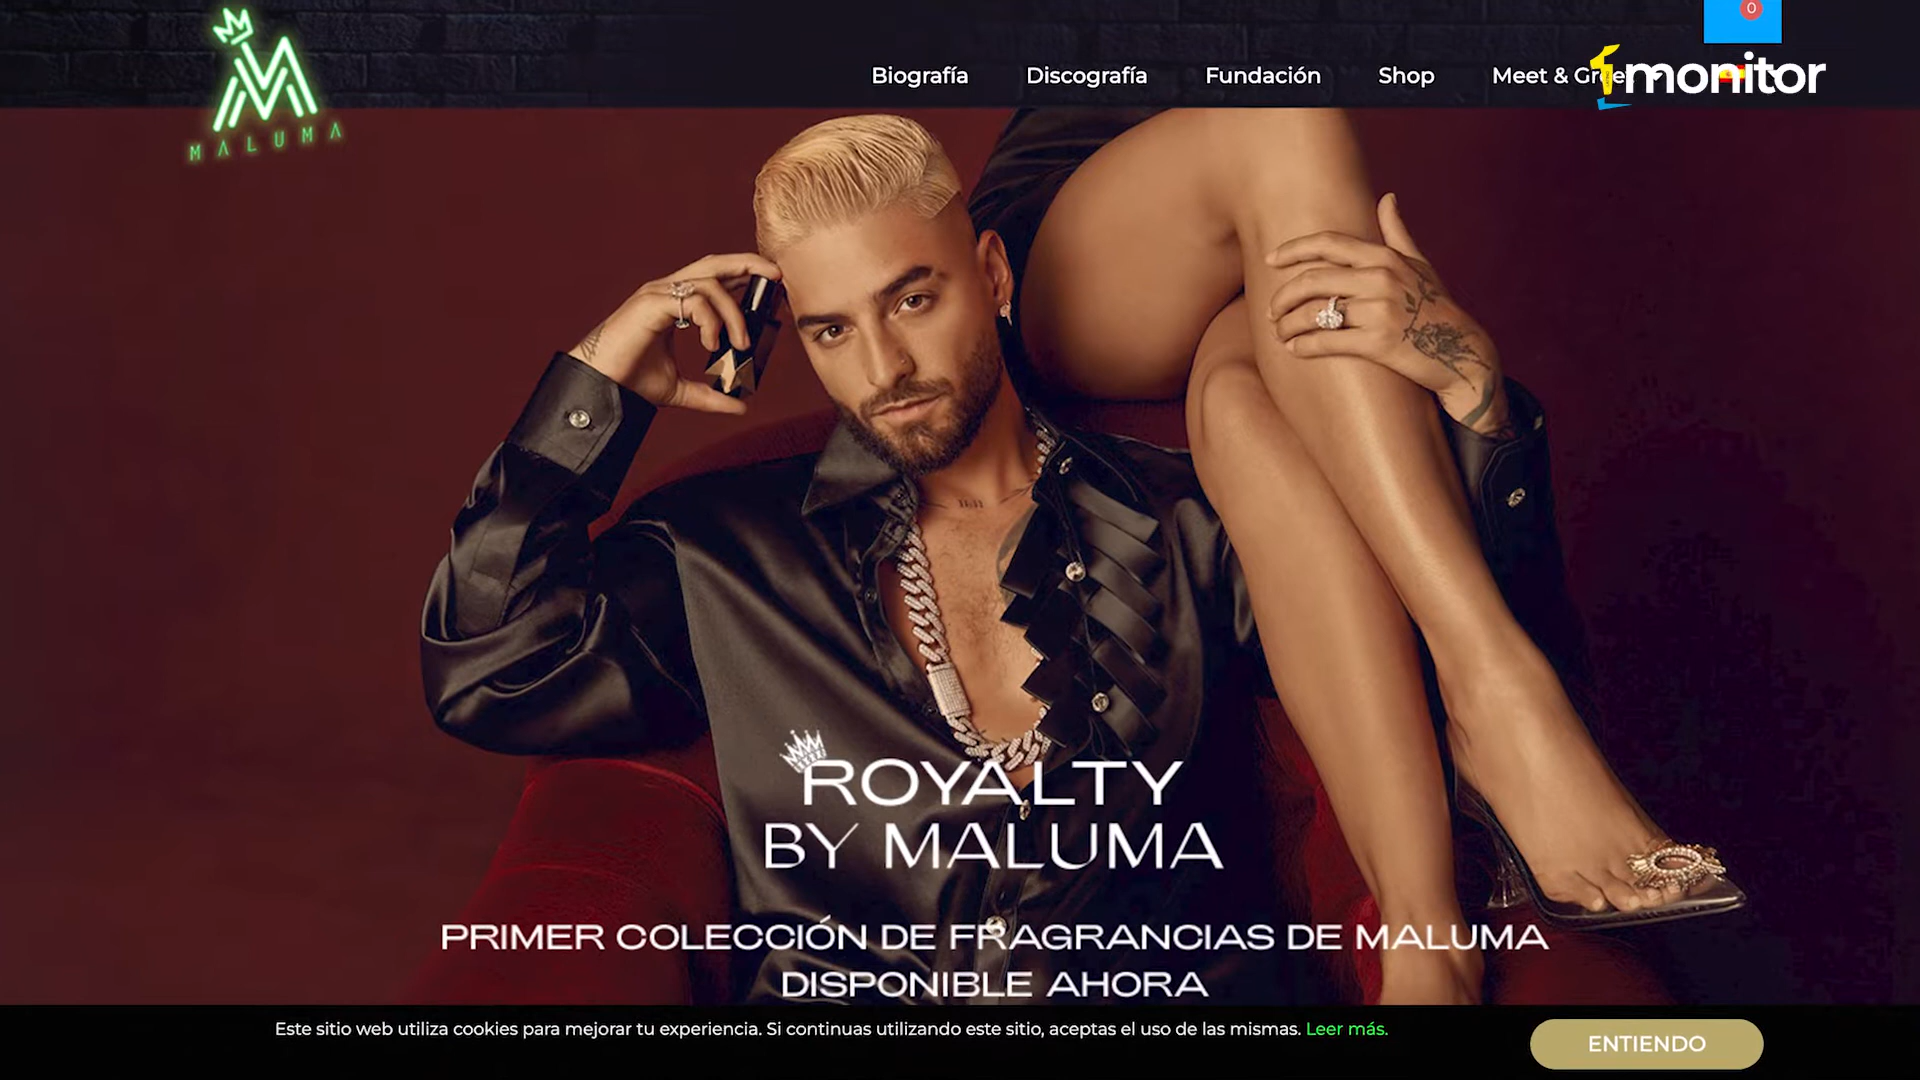 MALUMA
Biografía
Discografía
Fundación
Shop
Meet & Gree
0
1monitor
ROYALTY
BY MALUMA
PRIMER COLECCIÓN DE FRAGRANCIAS DE MALUMA
DISPONIBLE AHORA
Este sitio web utiliza cookies para mejorar tu experiencia. Si continuas utilizando este sitio, aceptas el uso de las mismas. Leer más.
ENTIENDO